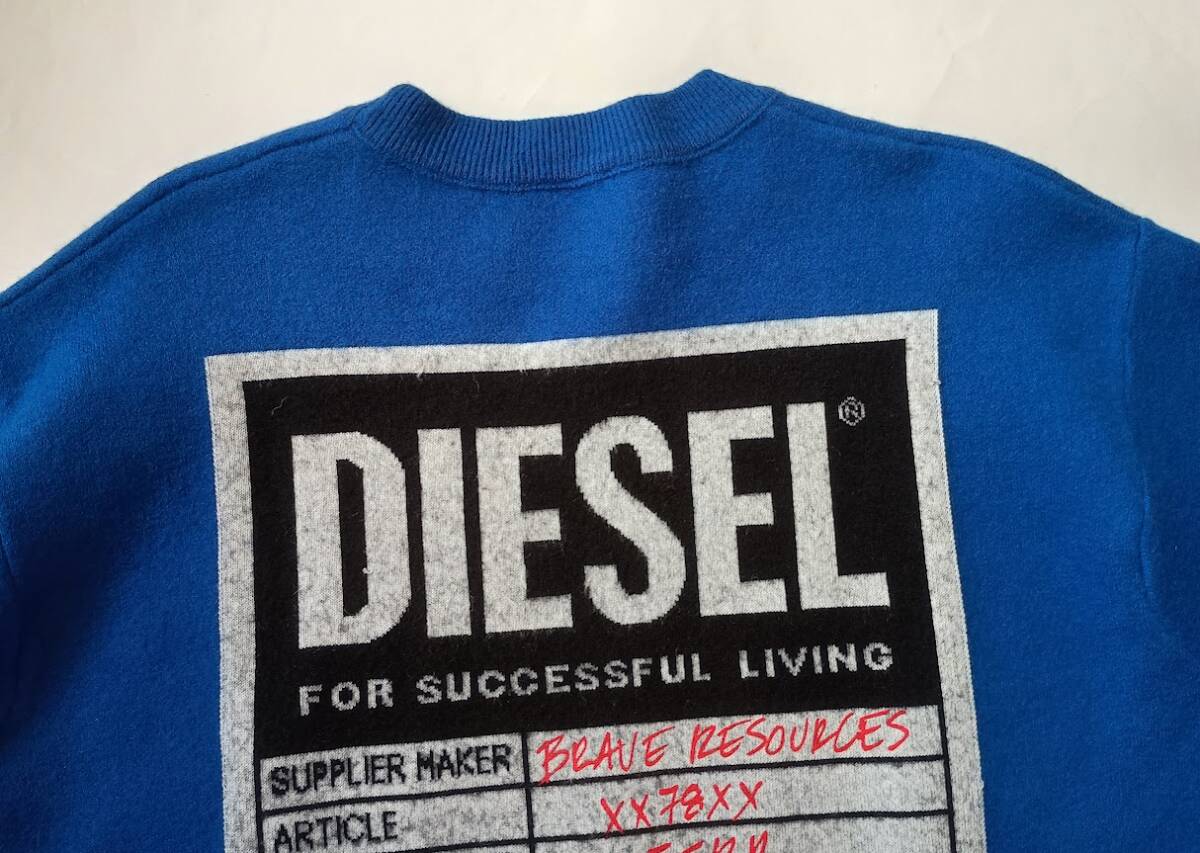 DIESEL®
FOR SUCCESSFUL LIVING
SUPPLIER MAKER BRAVE RESOURCES
ARTICLE XX78XX